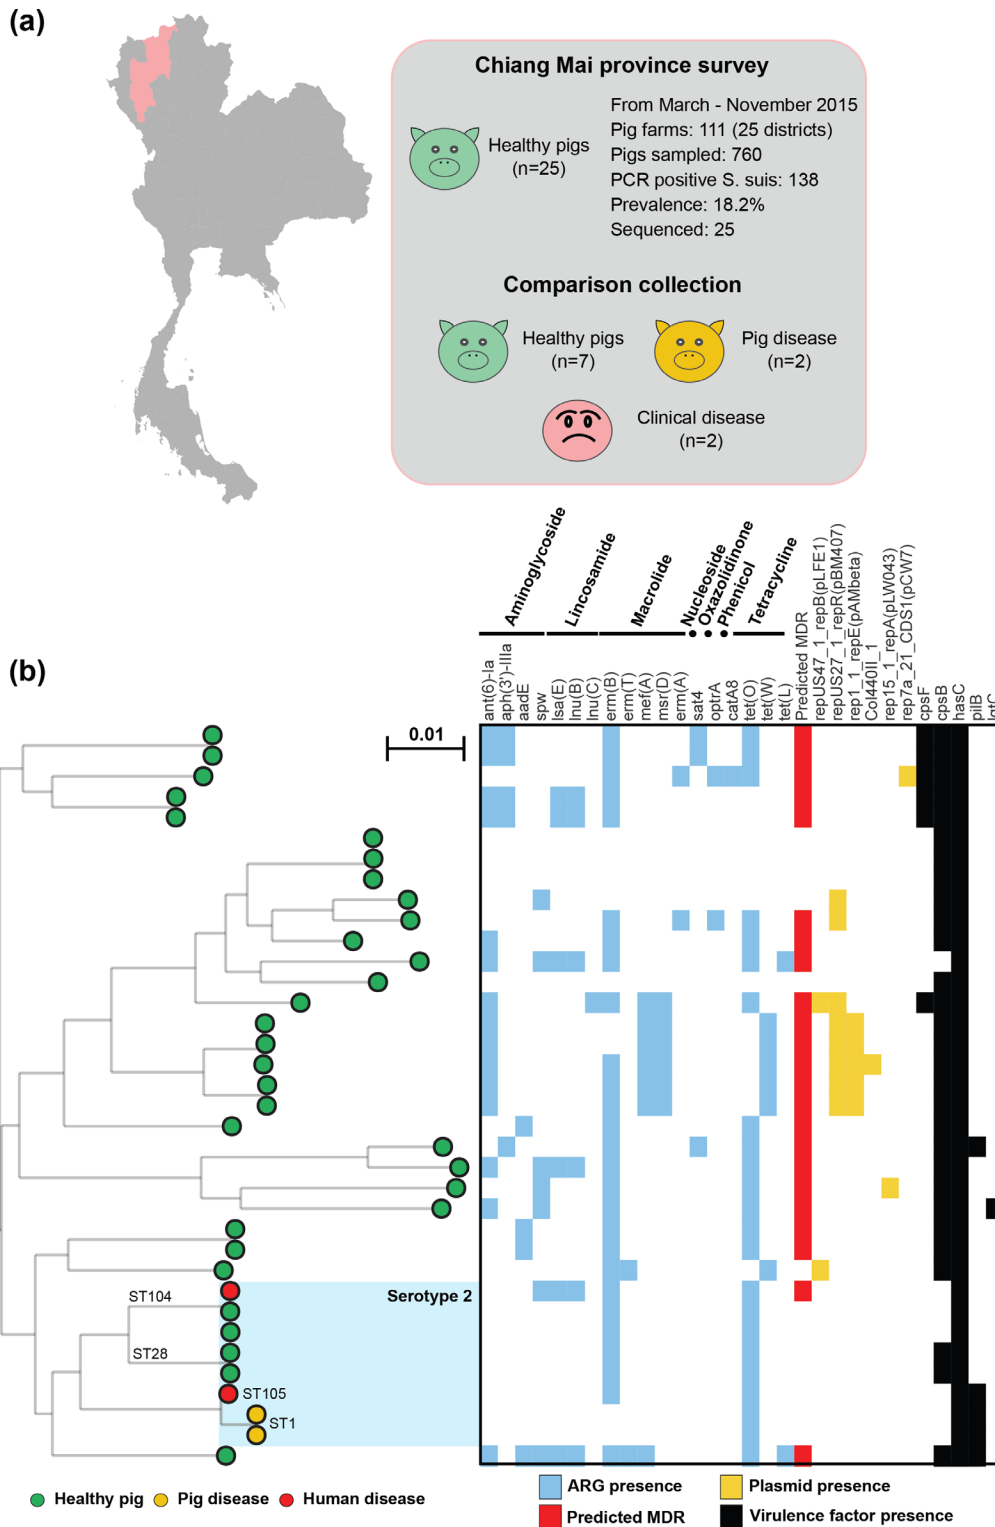 (a)
Chiang Mai province survey
Healthy pigs
(n=25)
From March - November 2015
Pig farms: 111 (25 districts)
Pigs sampled: 760
PCR positive S. suis: 138
Prevalence: 18.2%
Sequenced: 25
Comparison collection
Healthy pigs
(n=7)
Pig disease
(n=2)
Clinical disease
(n=2)
(b)
Aminoglycoside
Lincosamide
Macrolide
Nucleoside
Oxazolidinone
Phenicol
Tetracycline
ant(6)-Ia
aph(3')-IIIa
aadE
spw
lsa(E)
lnu(B)
lnu(C)
erm(B)
erm(T)
mef(A)
msr(D)
erm(A)
sat4
optrA
catA8
tet(O)
tet(W)
tet(L)
Predicted MDR
repUS47_1_repB(pLFE1)
repUS27_1_repR(pBM407)
rep1_1_repE(pAMbeta)
Col440II_1
rep15_1_repA(pLW043)
rep7a_21_CDS1(pCW7)
cpsF
cpsB
hasC
pilB
0.01
ST104
Serotype 2
ST28
ST105
ST1
Healthy pig
Pig disease
Human disease
ARG presence
Plasmid presence
Predicted MDR
Virulence factor presence